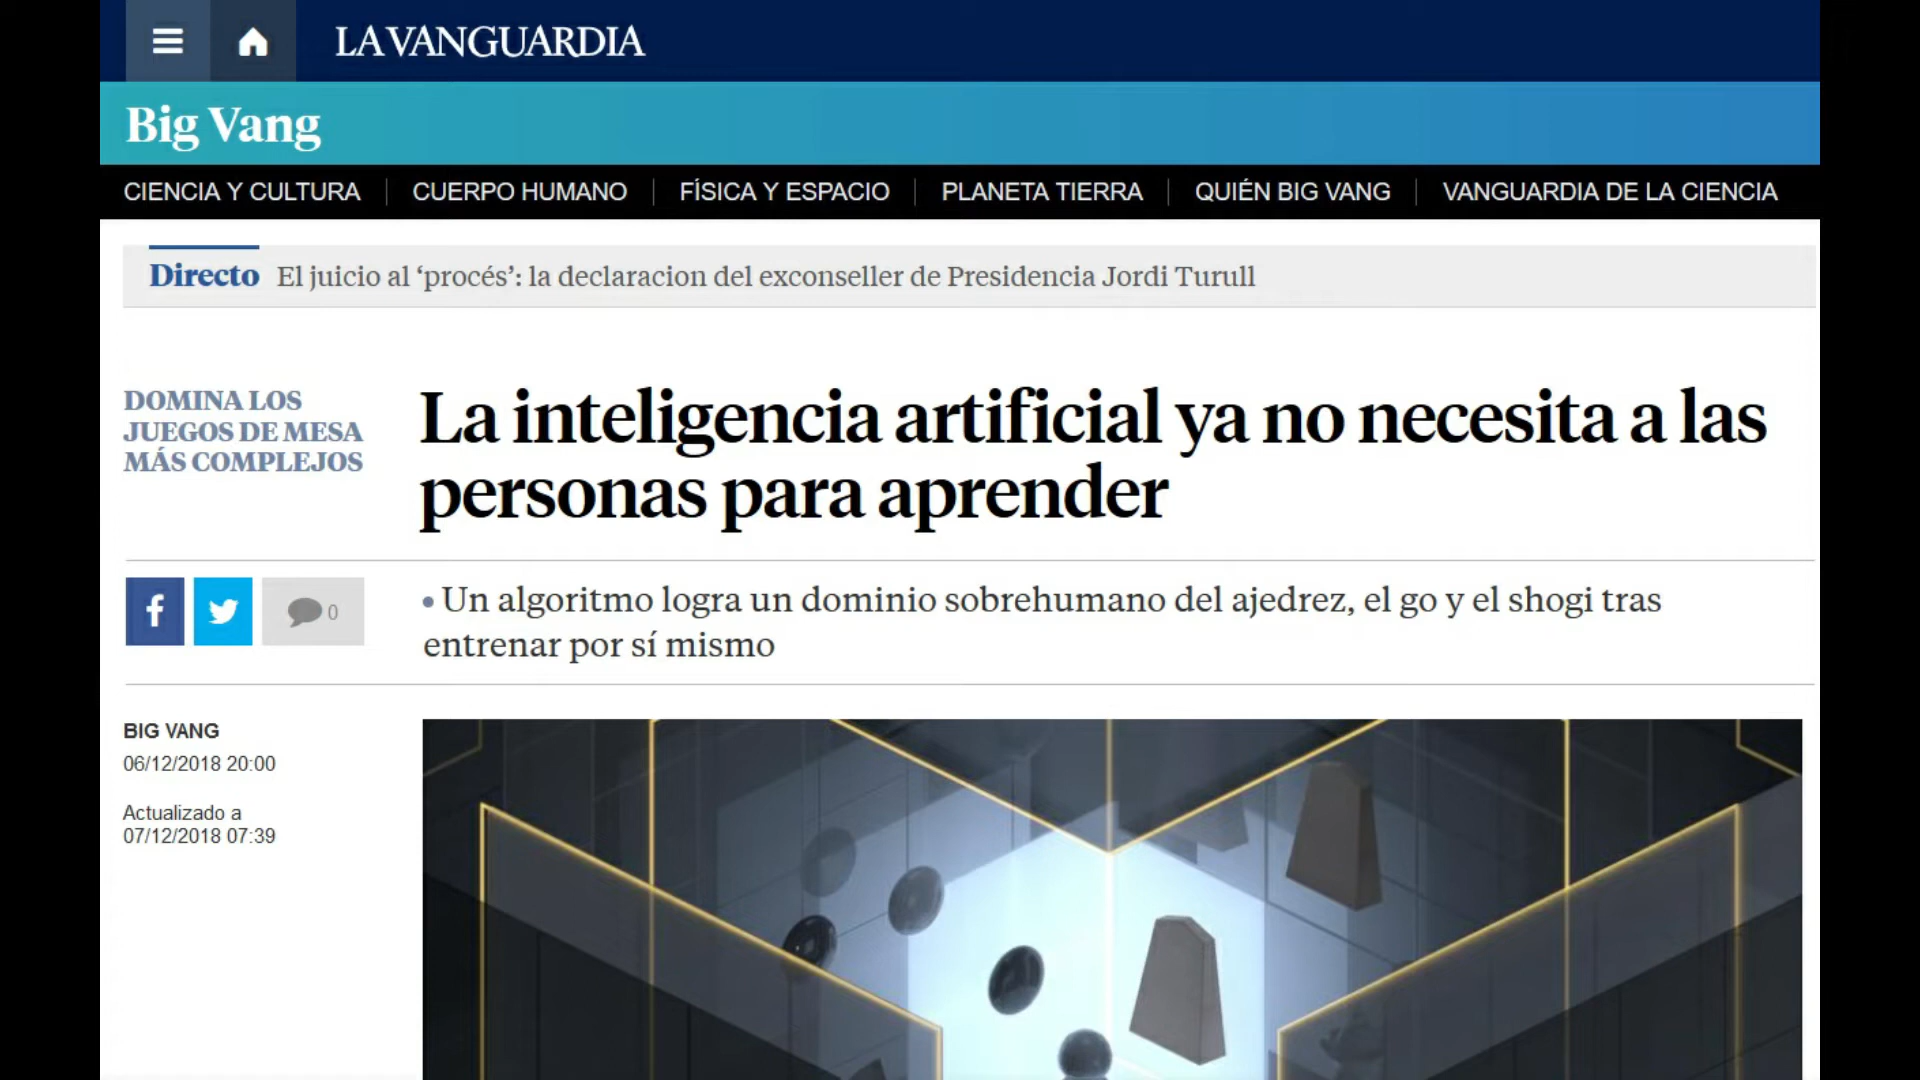 LA VANGUARDIA
Big Vang
CIENCIA Y CULTURA
CUERPO HUMANO
FÍSICA Y ESPACIO
PLANETA TIERRA
QUIÉN BIG VANG
VANGUARDIA DE LA CIENCIA
Directo El juicio al ‘procés’: la declaracion del exconseller de Presidencia Jordi Turull
DOMINA LOS
JUEGOS DE MESA
MÁS COMPLEJOS
La inteligencia artificial ya no necesita a las
personas para aprender
0
• Un algoritmo logra un dominio sobrehumano del ajedrez, el go y el shogi tras
entrenar por sí mismo
BIG VANG
06/12/2018 20:00
Actualizado a
07/12/2018 07:39